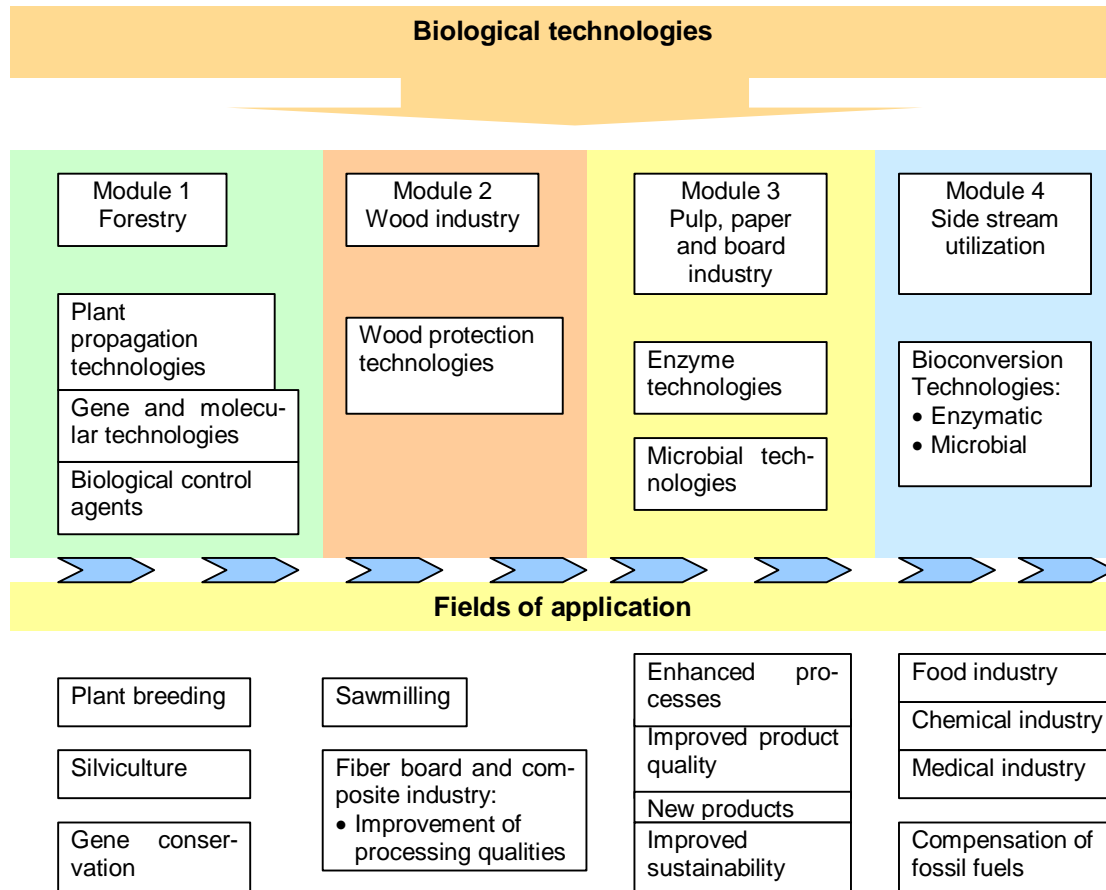 Biological technologies
Module 1
Forestry
Plant
propagation
technologies
Gene and molecu-
lar technologies
Biological control
agents
Module 2
Wood industry
Wood protection
technologies
Module 3
Pulp, paper
and board
industry
Enzyme
technologies
Microbial tech-
nologies
Module 4
Side stream
utilization
Bioconversion
Technologies:
• Enzymatic
• Microbial
Fields of application
Plant breeding
Silviculture
Gene conser-
vation
Sawmilling
Fiber board and com-
posite industry:
• Improvement of
processing qualities
Enhanced pro-
cesses
Improved product
quality
New products
Improved
sustainability
Food industry
Chemical industry
Medical industry
Compensation of
fossil fuels